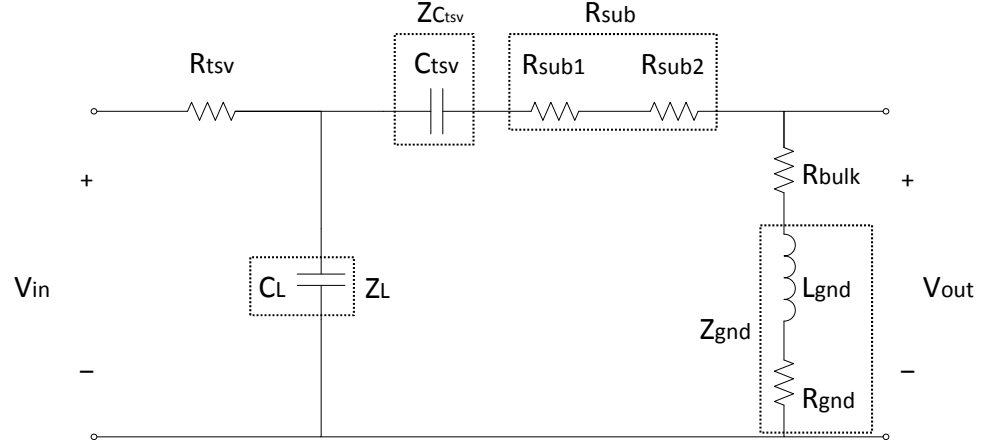 ZCtsv
Rsub
Rtsv
Ctsv
Rsub1
Rsub2
+
Rbulk
+
Vin
CL
ZL
Lgnd
Vout
Zgnd
–
Rgnd
–